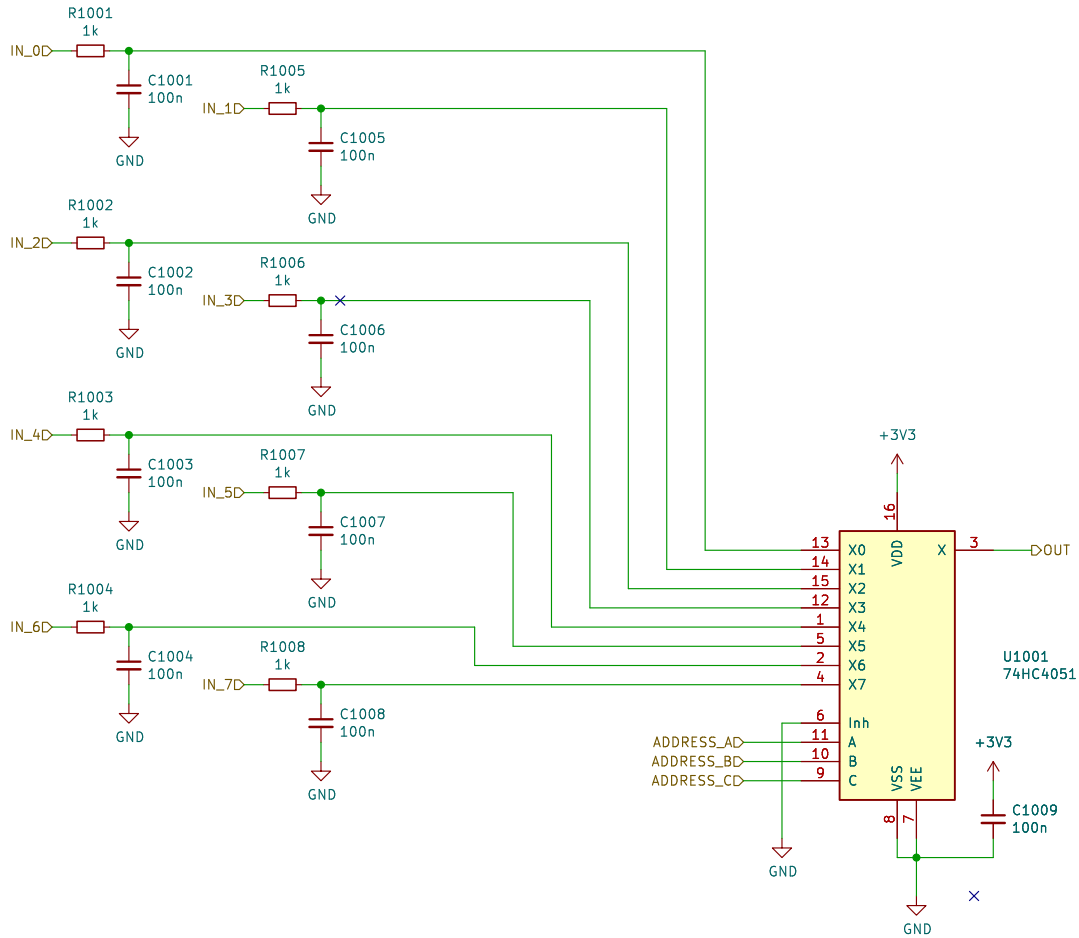 R1001
1k
IN_0
C1001
100n
GND
R1005
1k
IN_1
C1005
100n
GND
R1002
1k
IN_2
C1002
100n
GND
R1006
1k
IN_3
C1006
100n
GND
R1003
1k
IN_4
C1003
100n
GND
R1007
1k
IN_5
C1007
100n
GND
R1004
1k
IN_6
C1004
100n
GND
R1008
1k
IN_7
C1008
100n
GND
+3V3
16
VDD
13 X0
14 X1
15 X2
12 X3
1 X4
5 X5
2 X6
4 X7
6 Inh
ADDRESS_A 11 A
ADDRESS_B 10 B
ADDRESS_C 9 C
X 3 OUT
U1001
74HC4051
VSS VEE
8 7
+3V3
C1009
100n
GND
GND